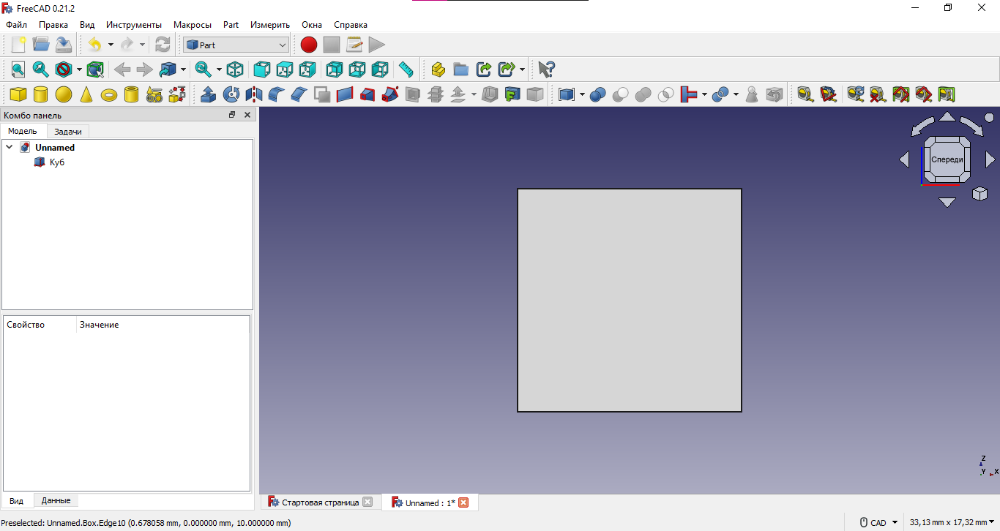 FreeCAD 0.21.2
Файл Правка Вид Инструменты Макросы Part Измерить Окна Справка
Part
Комбо панель
Модель Задачи
Unnamed
Куб
Спереди
Свойство Значение
Z
Y X
Вид Данные
Стартовая страница Unnamed : 1*
Preselected: Unnamed.Box.Edge10 (0.678058 mm, 0.000000 mm, 10.000000 mm)
CAD 33,13 mm x 17,32 mm